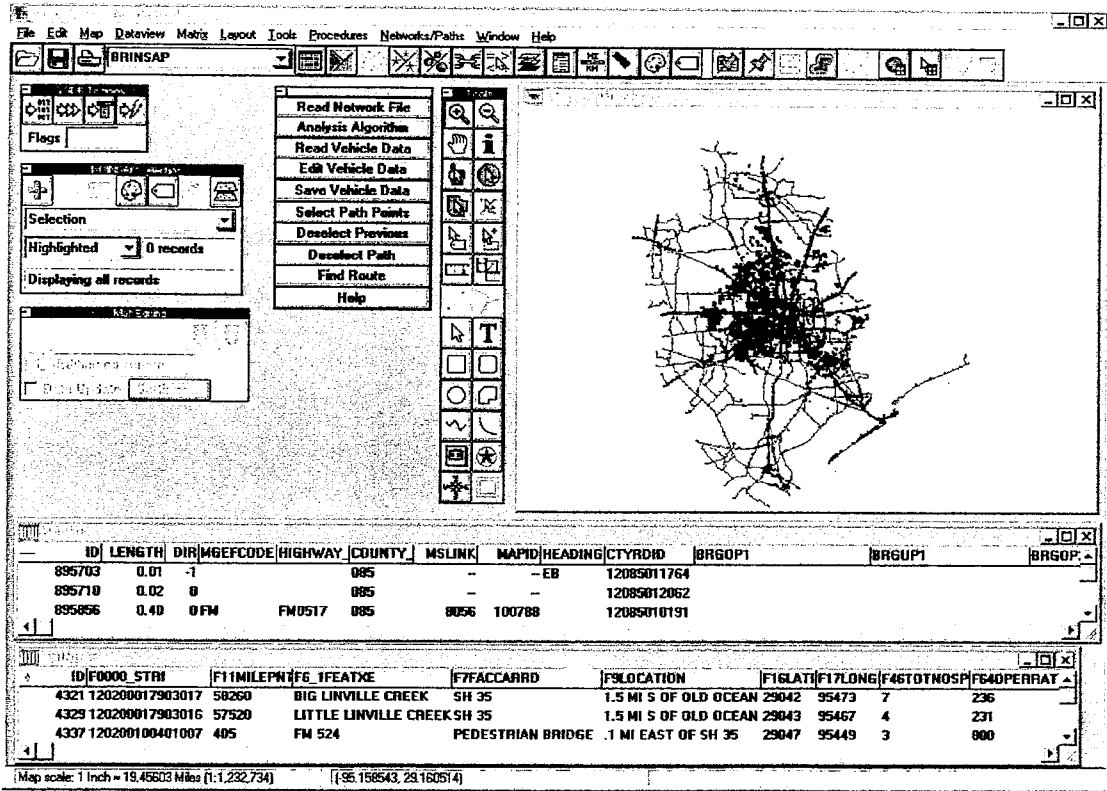 File Edit Map Dataview Matrix Layout Tools Procedures Networks/Paths Window Help
BRINSAP
Flags
Selection
Highlighted 0 records
Displaying all records
Read Network File
Analysis Algorithm
Read Vehicle Data
Edit Vehicle Data
Save Vehicle Data
Select Path Points
Deselect Previous
Deselect Path
Find Route
Help
Tools
ID LENGTH DIR MGEFCODE HIGHWAY_ COUNTY_ MSLINK MAPID HEADING CTYRDID BRGOP1 BRGUP1 BRGOP
895703 0.01 -1 085 -- -- EB 12085011764
895710 0.02 0 085 -- -- 12085012062
895856 0.40 0 FM FM0517 085 8056 100788 12085010191
ID F0000_STRI F11MILEPNT F6_1FEATXE F7FACCARRD F9LOCATION F16LATI F17LONG F46TOTNOSP F64OPERRAT
4321 120200017903017 58260 BIG LINVILLE CREEK SH 35 1.5 MI S OF OLD OCEAN 29042 95473 7 236
4329 120200017903016 57520 LITTLE LINVILLE CREEK SH 35 1.5 MI S OF OLD OCEAN 29043 95467 4 231
4337 120200100401007 405 FM 524 PEDESTRIAN BRIDGE .1 MI EAST OF SH 35 29047 95449 3 800
Map scale: 1 Inch = 19.45603 Miles (1:1,232,734) (-95.158543, 29.160514)